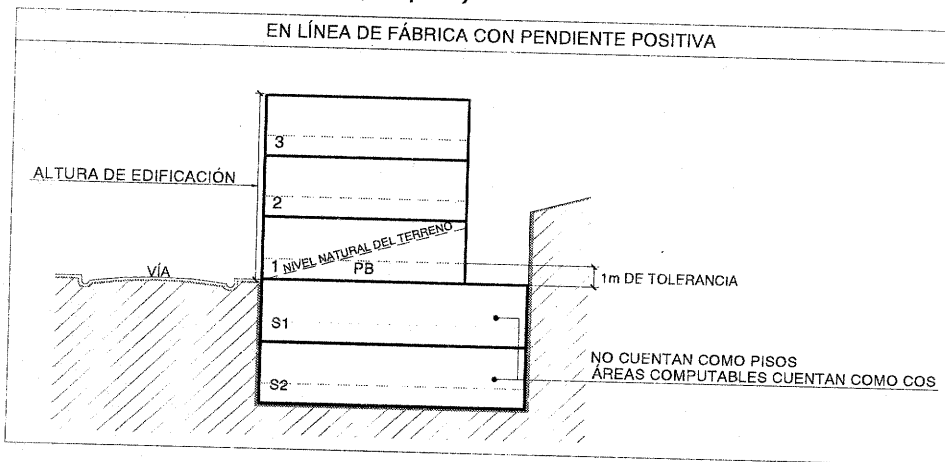 EN LÍNEA DE FÁBRICA CON PENDIENTE POSITIVA
3
ALTURA DE EDIFICACIÓN
2
NIVEL NATURAL DEL TERRENO
1
PB
VÍA
1m DE TOLERANCIA
S1
NO CUENTAN COMO PISOS
ÁREAS COMPUTABLES CUENTAN COMO COS
S2